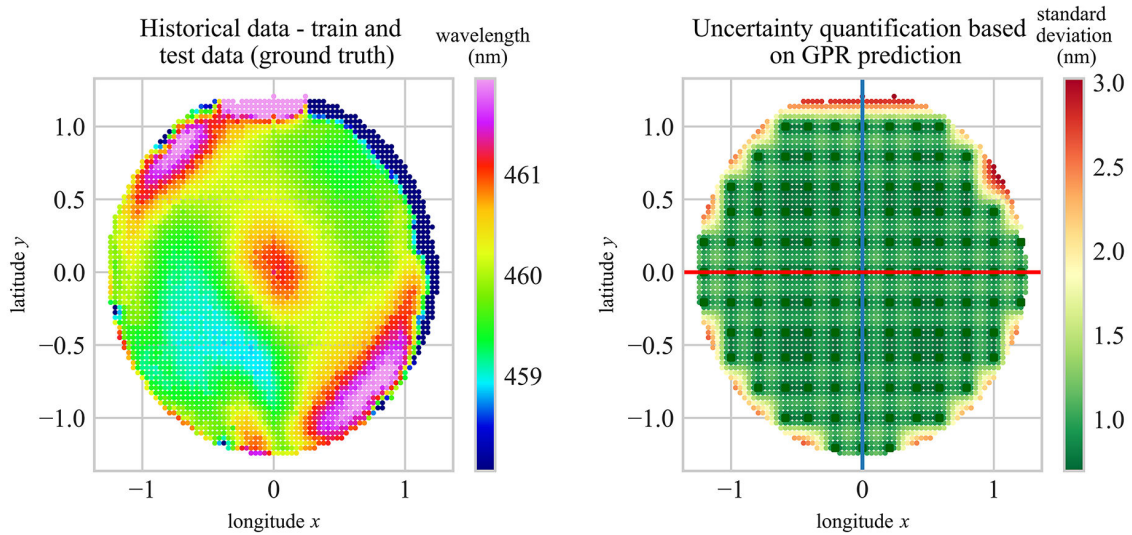 Historical data - train and
test data (ground truth)
wavelength
(nm)
1.0
0.5
0.0
−0.5
−1.0
−1
0
1
latitude y
longitude x
461
460
459
Uncertainty quantification based
on GPR prediction
standard
deviation
(nm)
1.0
0.5
0.0
−0.5
−1.0
−1
0
1
latitude y
longitude x
3.0
2.5
2.0
1.5
1.0